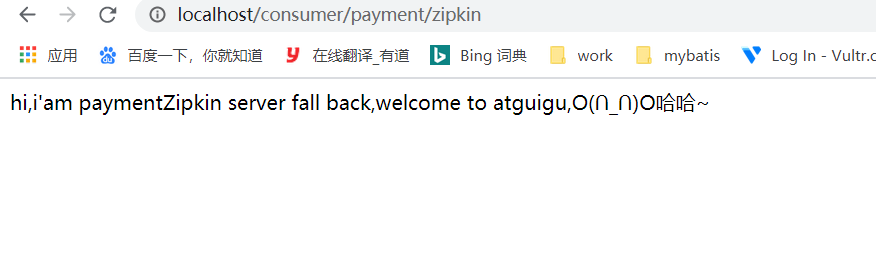 localhost/consumer/payment/zipkin
应用 百度一下，你就知道 在线翻译_有道 Bing 词典 work mybatis Log In - Vultr.c
hi,i'am paymentZipkin server fall back,welcome to atguigu,O(∩_∩)O哈哈~